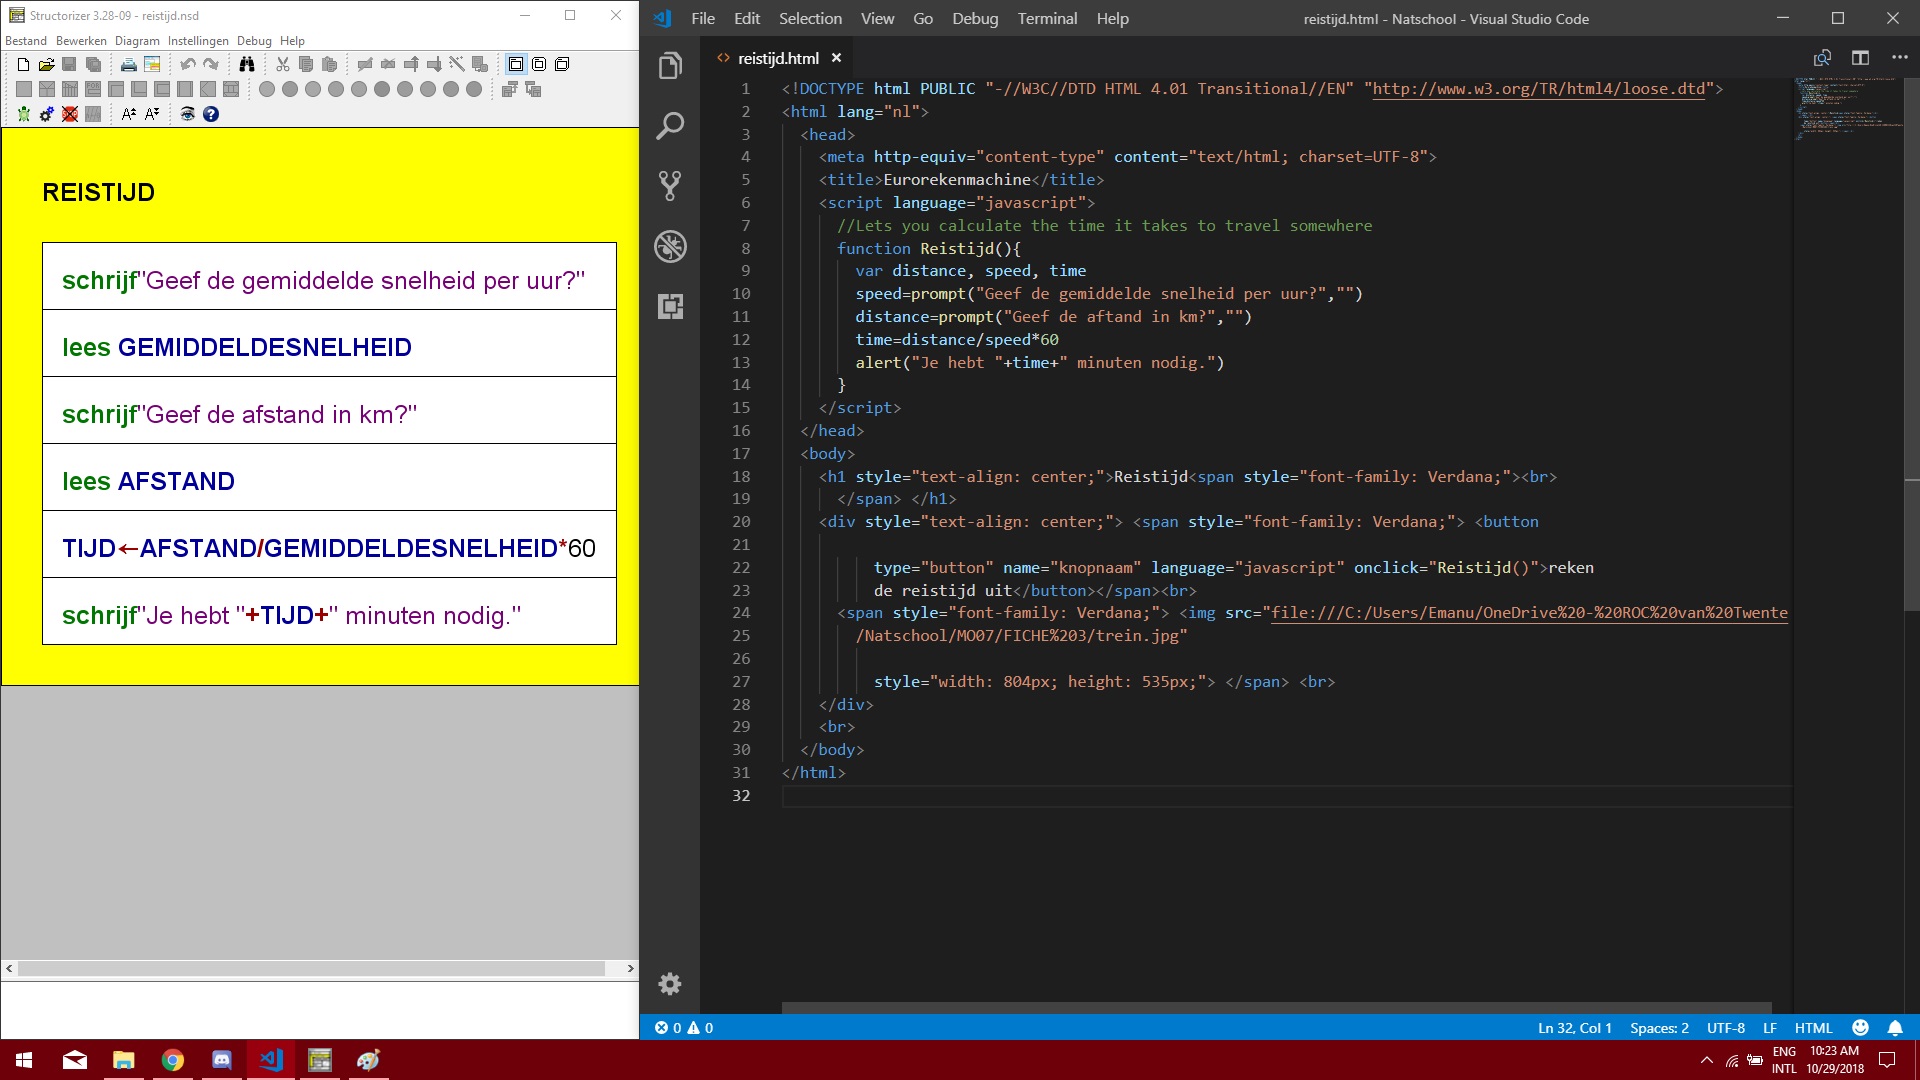 Structorizer 3.28-09 - reistijd.nsd
Bestand Bewerken Diagram Instellingen Debug Help
REISTIJD
schrijf"Geef de gemiddelde snelheid per uur?"
lees GEMIDDELDESNELHEID
schrijf"Geef de afstand in km?"
lees AFSTAND
TIJD←AFSTAND/GEMIDDELDESNELHEID*60
schrijf"Je hebt "+TIJD+" minuten nodig."
File Edit Selection View Go Debug Terminal Help
reistijd.html - Natschool - Visual Studio Code
<> reistijd.html ×
1 <!DOCTYPE html PUBLIC "-//W3C//DTD HTML 4.01 Transitional//EN" "http://www.w3.org/TR/html4/loose.dtd">
2 <html lang="nl">
3 <head>
4 <meta http-equiv="content-type" content="text/html; charset=UTF-8">
5 <title>Eurorekenmachine</title>
6 <script language="javascript">
7 //Lets you calculate the time it takes to travel somewhere
8 function Reistijd(){
9 var distance, speed, time
10 speed=prompt("Geef de gemiddelde snelheid per uur?","")
11 distance=prompt("Geef de aftand in km?","")
12 time=distance/speed*60
13 alert("Je hebt "+time+" minuten nodig.")
14 }
15 </script>
16 </head>
17 <body>
18 <h1 style="text-align: center;">Reistijd<span style="font-family: Verdana;"><br>
19 </span> </h1>
20 <div style="text-align: center;"> <span style="font-family: Verdana;"> <button
21
22 type="button" name="knopnaam" language="javascript" onclick="Reistijd()">reken
23 de reistijd uit</button></span><br>
24 <span style="font-family: Verdana;"> <img src="file:///C:/Users/Emanu/OneDrive%20-%20ROC%20van%20Twente
25 /Natschool/MO07/FICHE%203/trein.jpg"
26
27 style="width: 804px; height: 535px;"> </span> <br>
28 </div>
29 <br>
30 </body>
31 </html>
32
0 0
Ln 32, Col 1 Spaces: 2 UTF-8 LF HTML
ENG
INTL
10:23 AM
10/29/2018